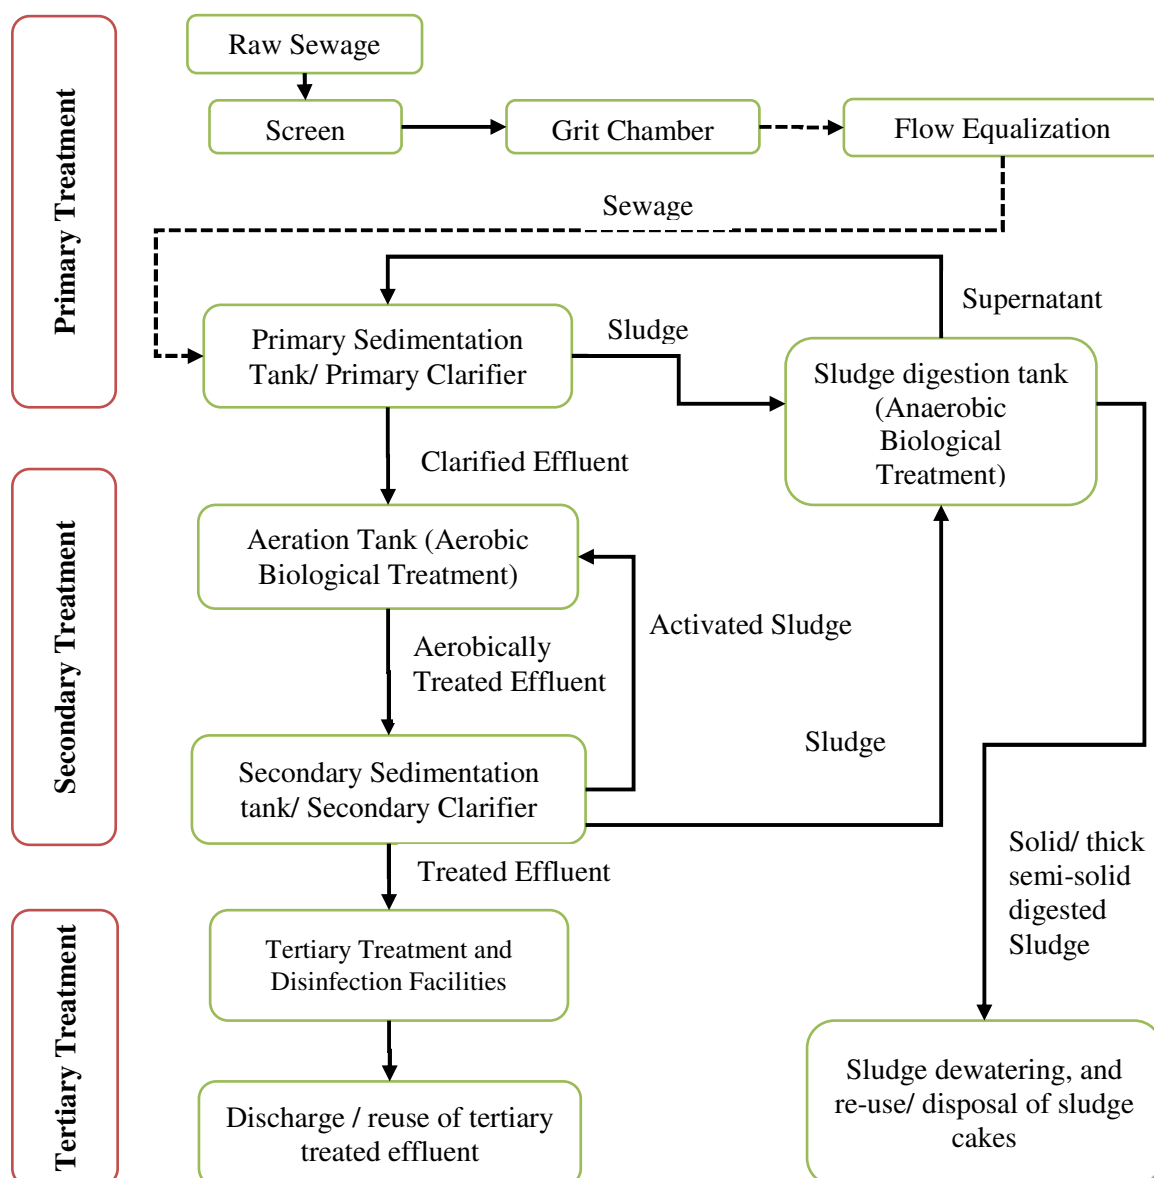 Primary Treatment
Raw Sewage
Screen
Grit Chamber
Flow Equalization
Sewage
Supernatant
Primary Sedimentation
Tank/ Primary Clarifier
Sludge
Sludge digestion tank
(Anaerobic
Biological
Treatment)
Clarified Effluent
Secondary Treatment
Aeration Tank (Aerobic
Biological Treatment)
Activated Sludge
Aerobically
Treated Effluent
Sludge
Secondary Sedimentation
tank/ Secondary Clarifier
Solid/ thick
semi-solid
digested
Sludge
Treated Effluent
Tertiary Treatment
Tertiary Treatment and
Disinfection Facilities
Sludge dewatering, and
re-use/ disposal of sludge
cakes
Discharge / reuse of tertiary
treated effluent